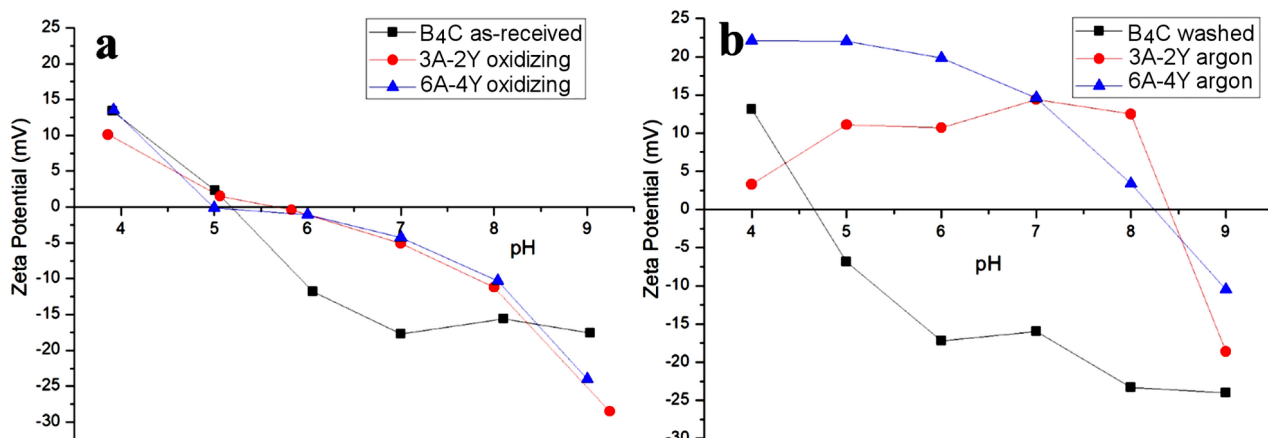 a
B4C as-received
3A-2Y oxidizing
6A-4Y oxidizing
Zeta Potential (mV)
25
20
15
10
5
0
-5
-10
-15
-20
-25
-30
4 5 6 7 8 9
pH
b
B4C washed
3A-2Y argon
6A-4Y argon
Zeta Potential (mV)
25
20
15
10
5
0
-5
-10
-15
-20
-25
-30
4 5 6 7 8 9
pH